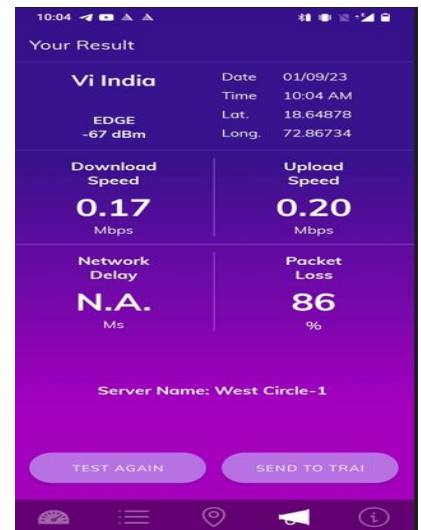 10:04
Your Result
Vi India
EDGE
-67 dBm
Date 01/09/23
Time 10:04 AM
Lat. 18.64878
Long. 72.86734
Download
Speed
0.17
Mbps
Upload
Speed
0.20
Mbps
Network
Delay
N.A.
Ms
Packet
Loss
86
%
Server Name: West Circle-1
TEST AGAIN
SEND TO TRAI